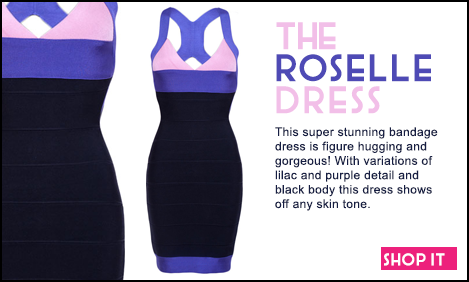 THE
ROSELLE
DRESS
This super stunning bandage
dress is figure hugging and
gorgeous! With variations of
lilac and purple detail and
black body this dress shows
off any skin tone.
SHOP IT